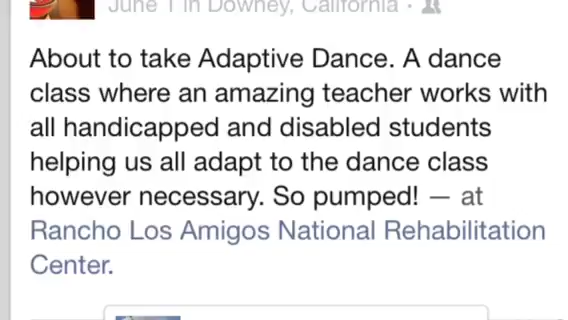 June 1 in Downey, California ·
About to take Adaptive Dance. A dance
class where an amazing teacher works with
all handicapped and disabled students
helping us all adapt to the dance class
however necessary. So pumped! — at
Rancho Los Amigos National Rehabilitation
Center.